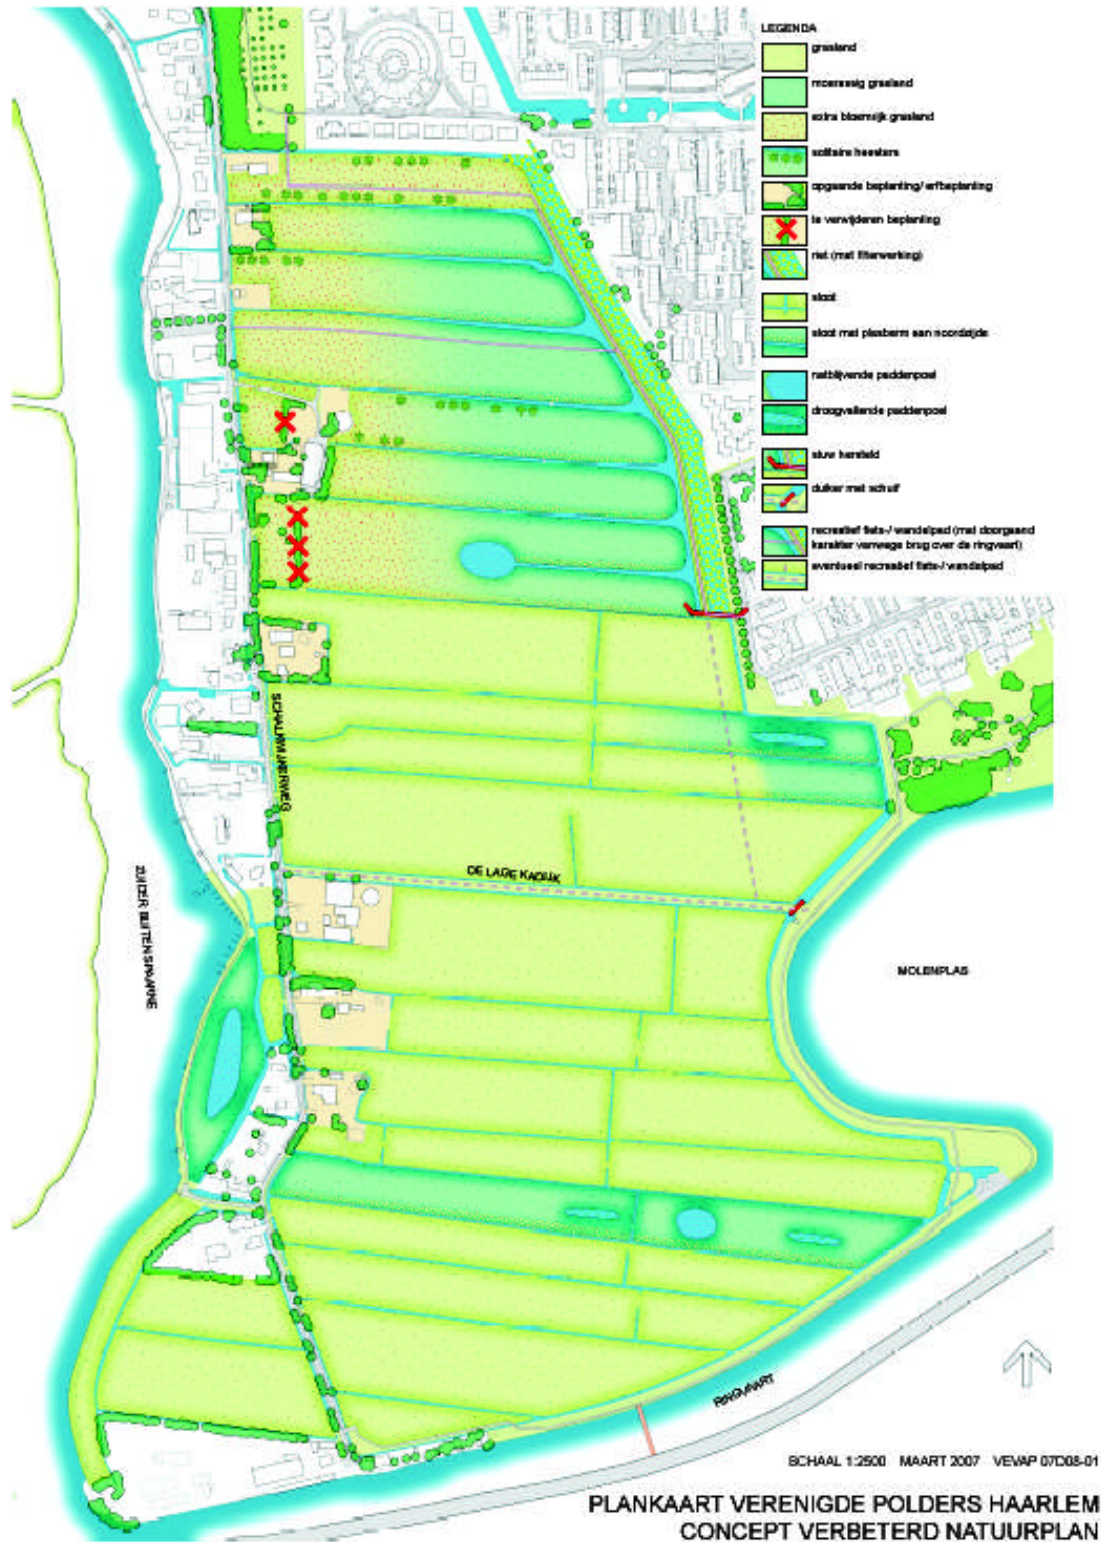 LEGENDA
grasland
moerassig grasland
extra bloemrijk grasland
solitaire heesters
opgaande beplanting/ erfbeplanting
te verwijderen beplanting
riet (met filterwerking)
sloot
sloot met plasberm aan noordzijde
natblijvende paddenpoel
droogvallende paddenpoel
stuw hersteld
duiker met schuif
recreatief fiets-/ wandelpad (met doorgaand
karakter vanwege brug over de ringvaart)
eventueel recreatief fiets-/ wandelpad
SCHALKWIJKERWEG
DE LAGE KADIJK
ZUIDER BUITEN SPAARNE
MOLENPLAS
RINGVAART
SCHAAL 1:2500 MAART 2007 VEVAP 07D08-01
PLANKAART VERENIGDE POLDERS HAARLEM
CONCEPT VERBETERD NATUURPLAN